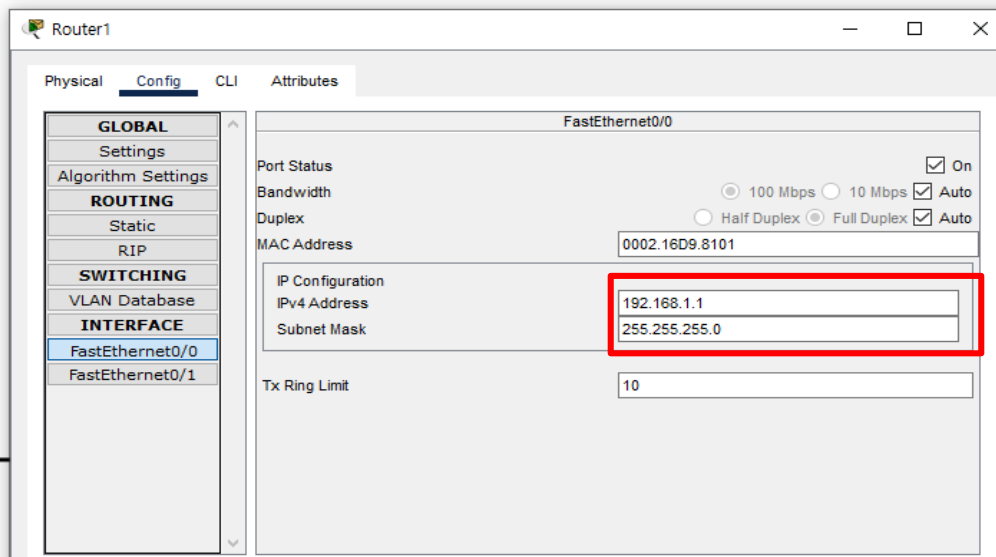 Router1
Physical Config CLI Attributes
GLOBAL
Settings
Algorithm Settings
ROUTING
Static
RIP
SWITCHING
VLAN Database
INTERFACE
FastEthernet0/0
FastEthernet0/1
FastEthernet0/0
Port Status On
Bandwidth 100 Mbps 10 Mbps Auto
Duplex Half Duplex Full Duplex Auto
MAC Address 0002.16D9.8101
IP Configuration
IPv4 Address 192.168.1.1
Subnet Mask 255.255.255.0
Tx Ring Limit 10